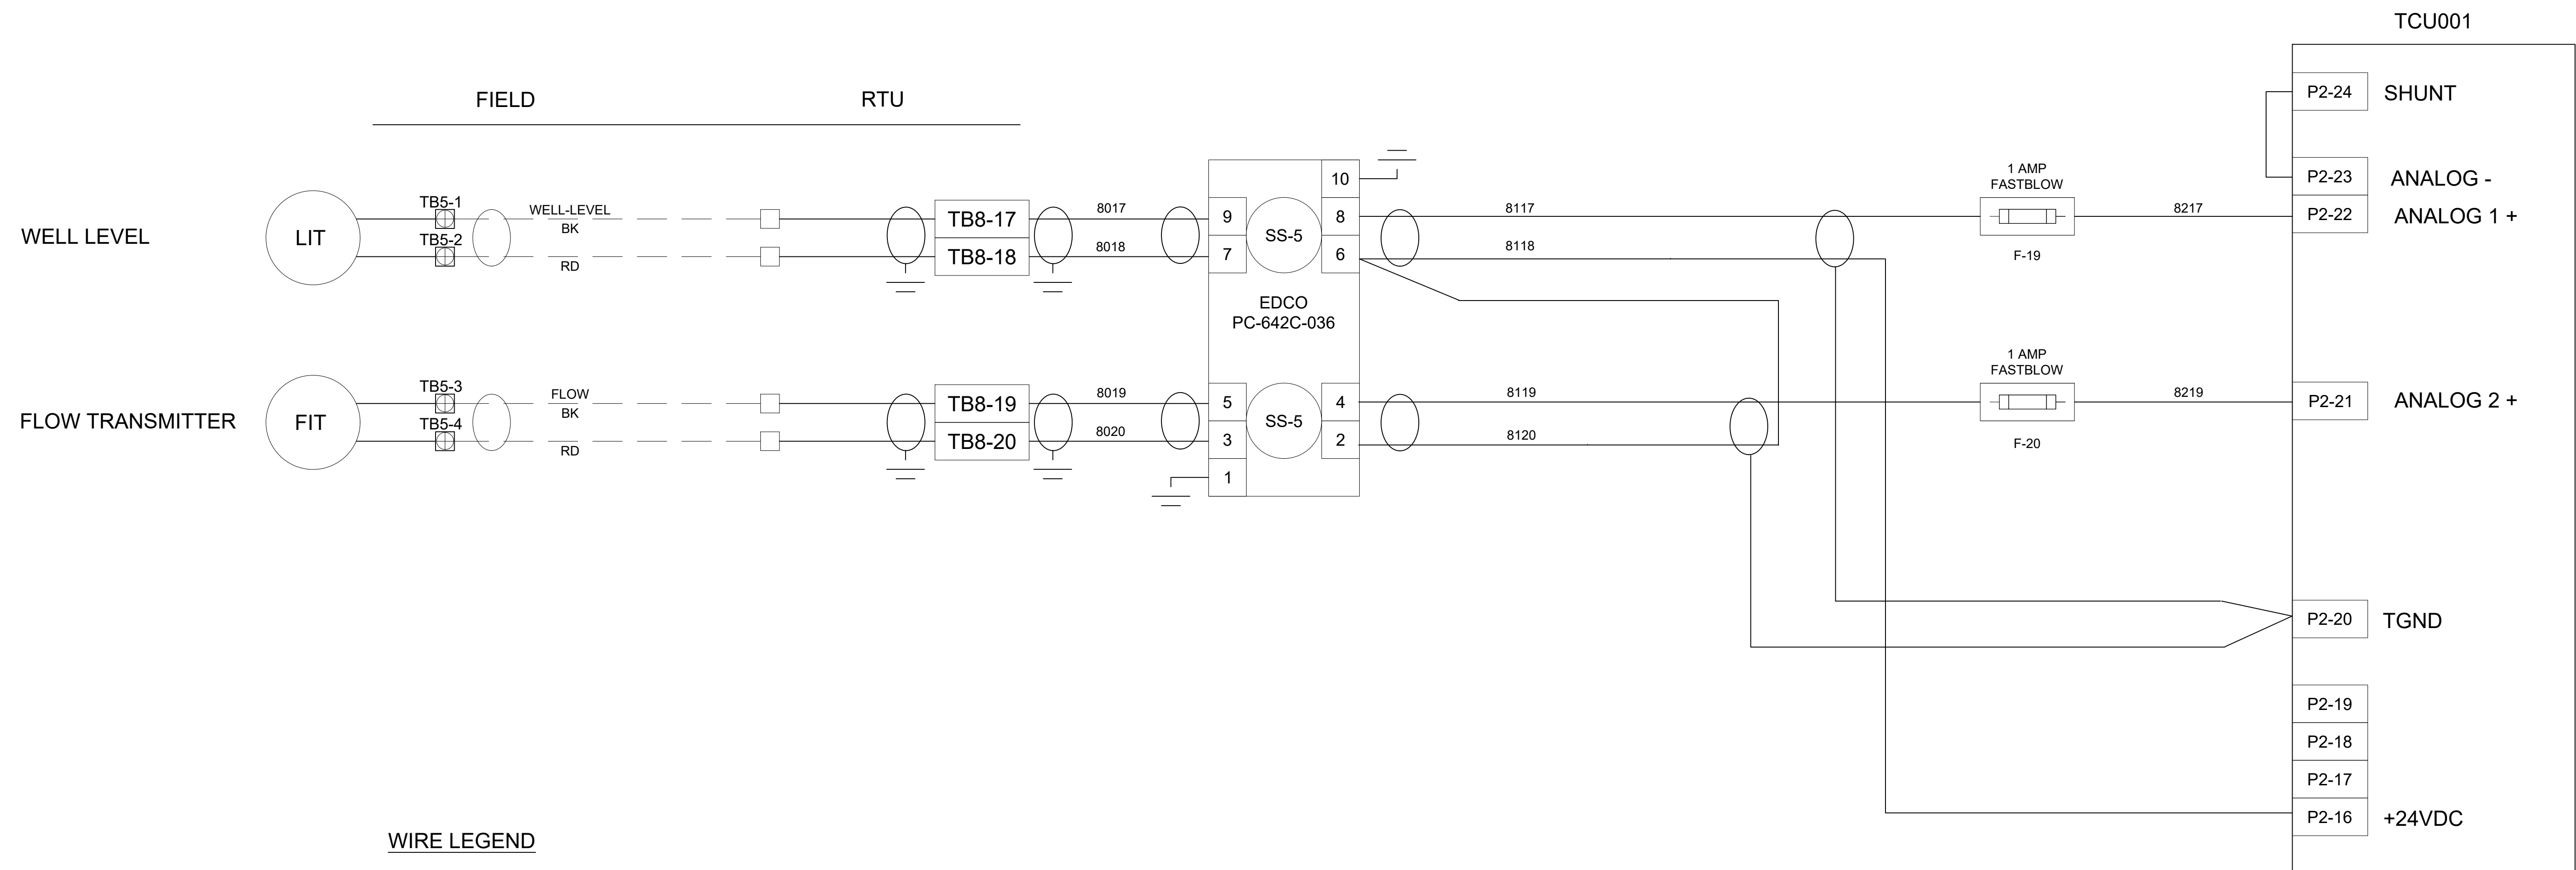 TCU001
P2-24 SHUNT
FIELD RTU
1 AMP
FASTBLOW
P2-23 ANALOG -
10
TB5-1
WELL-LEVEL
BK
TB8-17
8017
9
8
8117
8217
P2-22 ANALOG 1 +
WELL LEVEL
LIT
SS-5
TB5-2
RD
TB8-18
8018
7
6
8118
F-19
EDCO
PC-642C-036
1 AMP
FASTBLOW
TB5-3
FLOW
BK
TB8-19
8019
5
4
8119
8219
P2-21 ANALOG 2 +
FLOW TRANSMITTER
FIT
SS-5
TB5-4
RD
TB8-20
8020
3
2
8120
F-20
1
P2-20 TGND
P2-19
P2-18
P2-17
P2-16 +24VDC
WIRE LEGEND